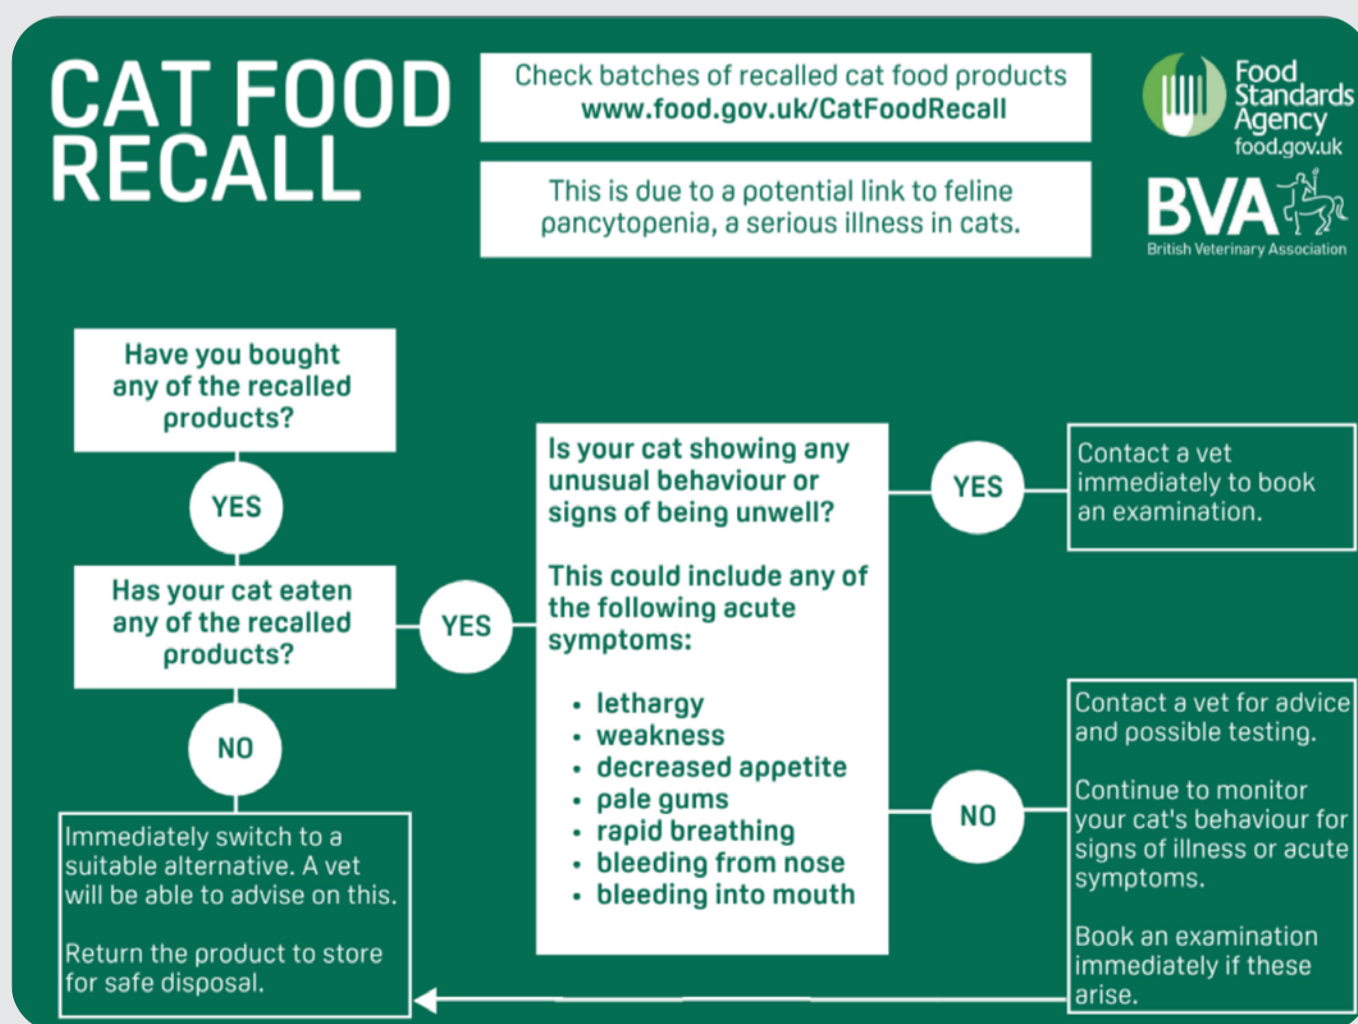 CAT FOOD
RECALL
Check batches of recalled cat food products
www.food.gov.uk/CatFoodRecall
This is due to a potential link to feline
pancytopenia, a serious illness in cats.
Food
Standards
Agency
food.gov.uk
BVA
British Veterinary Association
Have you bought
any of the recalled
products?
YES
Has your cat eaten
any of the recalled
products?
YES
NO
Immediately switch to a
suitable alternative. A vet
will be able to advise on this.
Return the product to store
for safe disposal.
Is your cat showing any
unusual behaviour or
signs of being unwell?
This could include any of
the following acute
symptoms:
• lethargy
• weakness
• decreased appetite
• pale gums
• rapid breathing
• bleeding from nose
• bleeding into mouth
YES
Contact a vet
immediately to book
an examination.
NO
Contact a vet for advice
and possible testing.
Continue to monitor
your cat's behaviour for
signs of illness or acute
symptoms.
Book an examination
immediately if these
arise.